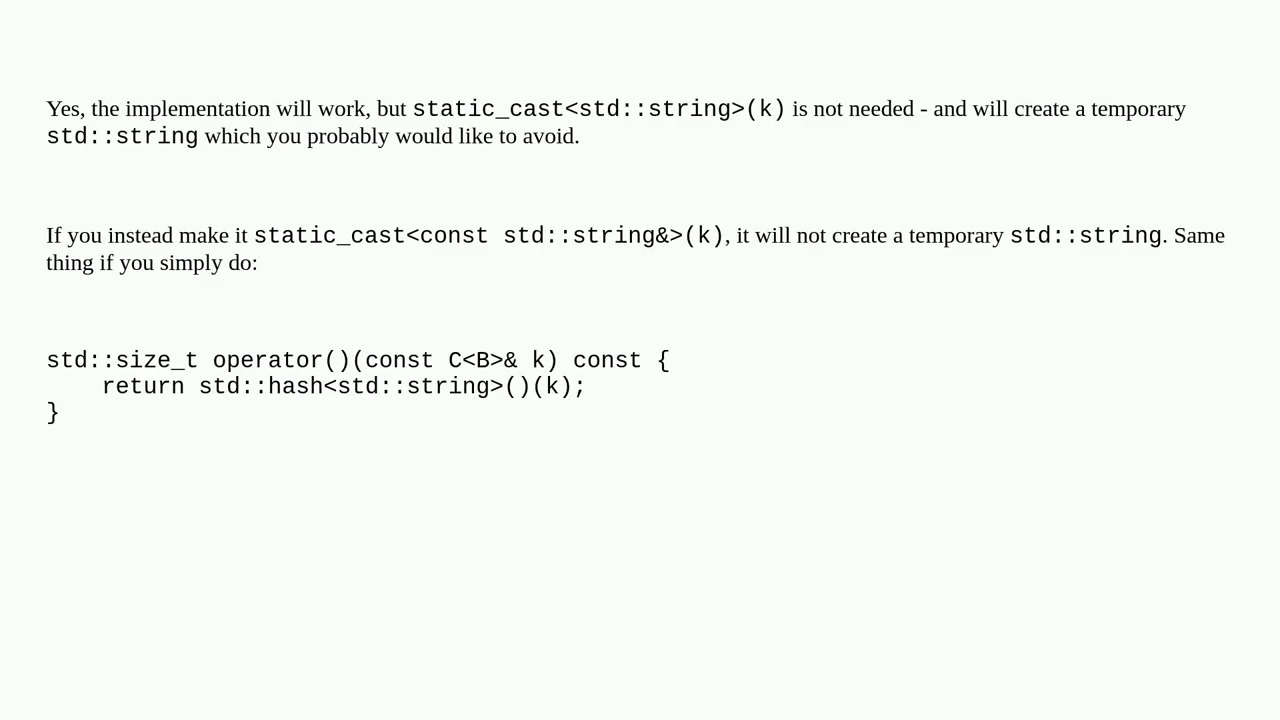 Yes, the implementation will work, but static_cast<std::string>(k) is not needed - and will create a temporary
std::string which you probably would like to avoid.
If you instead make it static_cast<const std::string&>(k), it will not create a temporary std::string. Same
thing if you simply do:
std::size_t operator()(const C<B>& k) const {
    return std::hash<std::string>()(k);
}